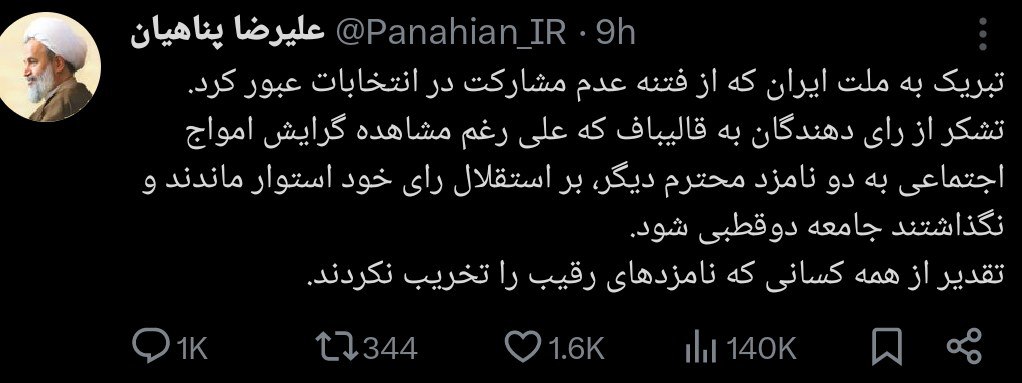 علیرضا پناهیان @Panahian_IR · 9h
تبریک به ملت ایران که از فتنه عدم مشارکت در انتخابات عبور کرد.
تشکر از رای دهندگان به قالیباف که علی رغم مشاهده گرایش امواج
اجتماعی به دو نامزد محترم دیگر، بر استقلال رای خود استوار ماندند و
نگذاشتند جامعه دوقطبی شود.
تقدیر از همه کسانی که نامزدهای رقیب را تخریب نکردند.
1K 344 1.6K 140K